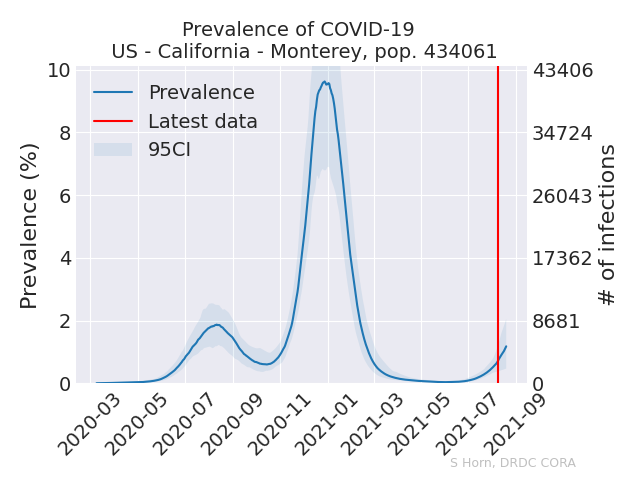 Prevalence of COVID-19
US - California - Monterey, pop. 434061
10
8
6
4
2
0
Prevalence (%)
Prevalence
Latest data
95CI
43406
34724
26043
17362
8681
0
# of infections
2020-03
2020-05
2020-07
2020-09
2020-11
2021-01
2021-03
2021-05
2021-07
2021-09
S Horn, DRDC CORA